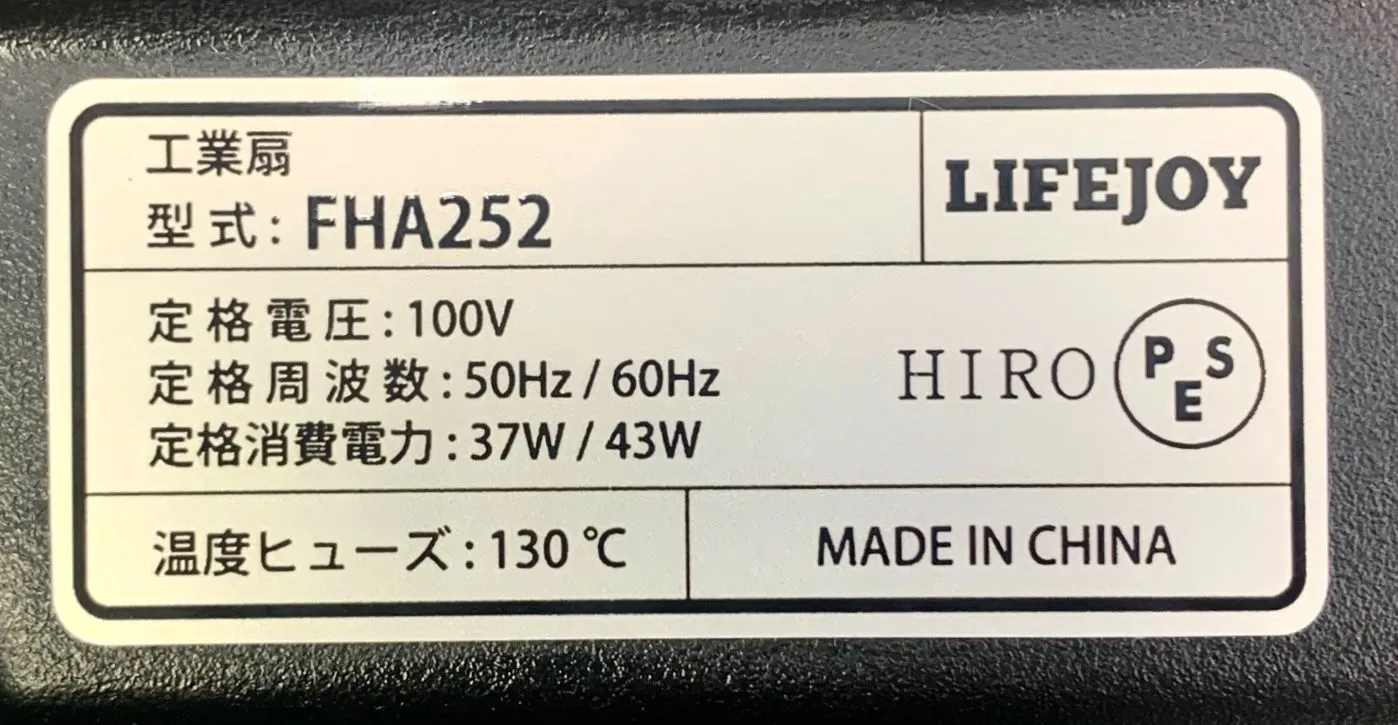 工業扇
型式: FHA252
LIFEJOY
定格電圧: 100V
定格周波数: 50Hz / 60Hz
定格消費電力: 37W / 43W
HIRO
PSE
温度ヒューズ: 130 ℃
MADE IN CHINA